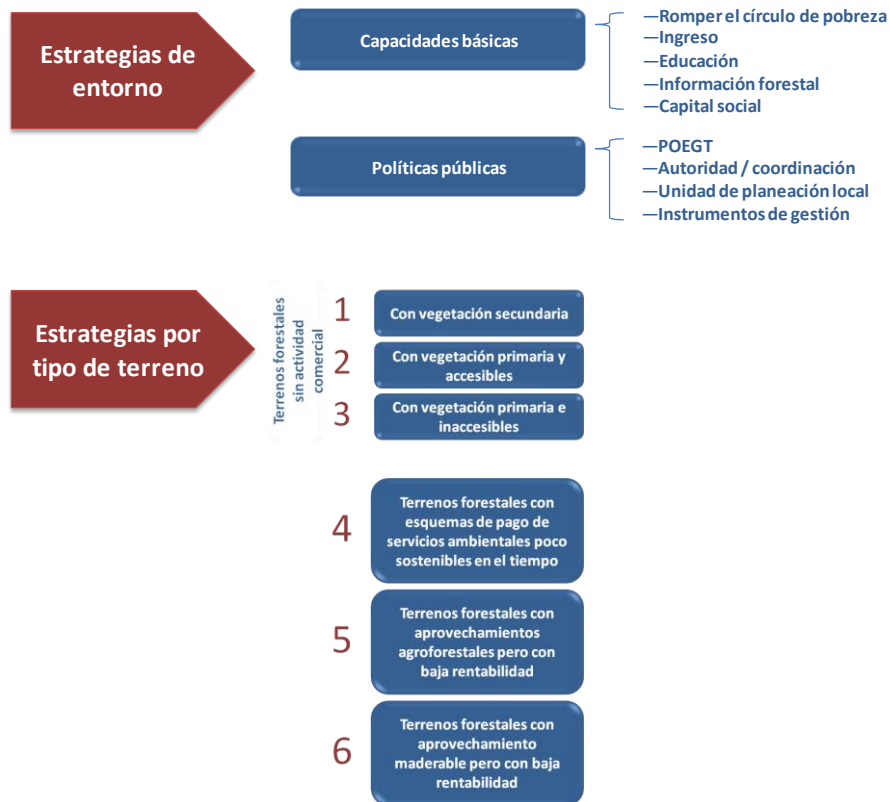 Estrategias de
entorno
Capacidades básicas
—Romper el círculo de pobreza
—Ingreso
—Educación
—Información forestal
—Capital social
Políticas públicas
—POEGT
—Autoridad / coordinación
—Unidad de planeación local
—Instrumentos de gestión
Estrategias por
tipo de terreno
Terrenos forestales
sin actividad
comercial
1
Con vegetación secundaria
2
Con vegetación primaria y
accesibles
3
Con vegetación primaria e
inaccesibles
4
Terrenos forestales con
esquemas de pago de
servicios ambientales poco
sostenibles en el tiempo
5
Terrenos forestales con
aprovechamientos
agroforestales pero con
baja rentabilidad
6
Terrenos forestales con
aprovechamiento
maderable pero con baja
rentabilidad